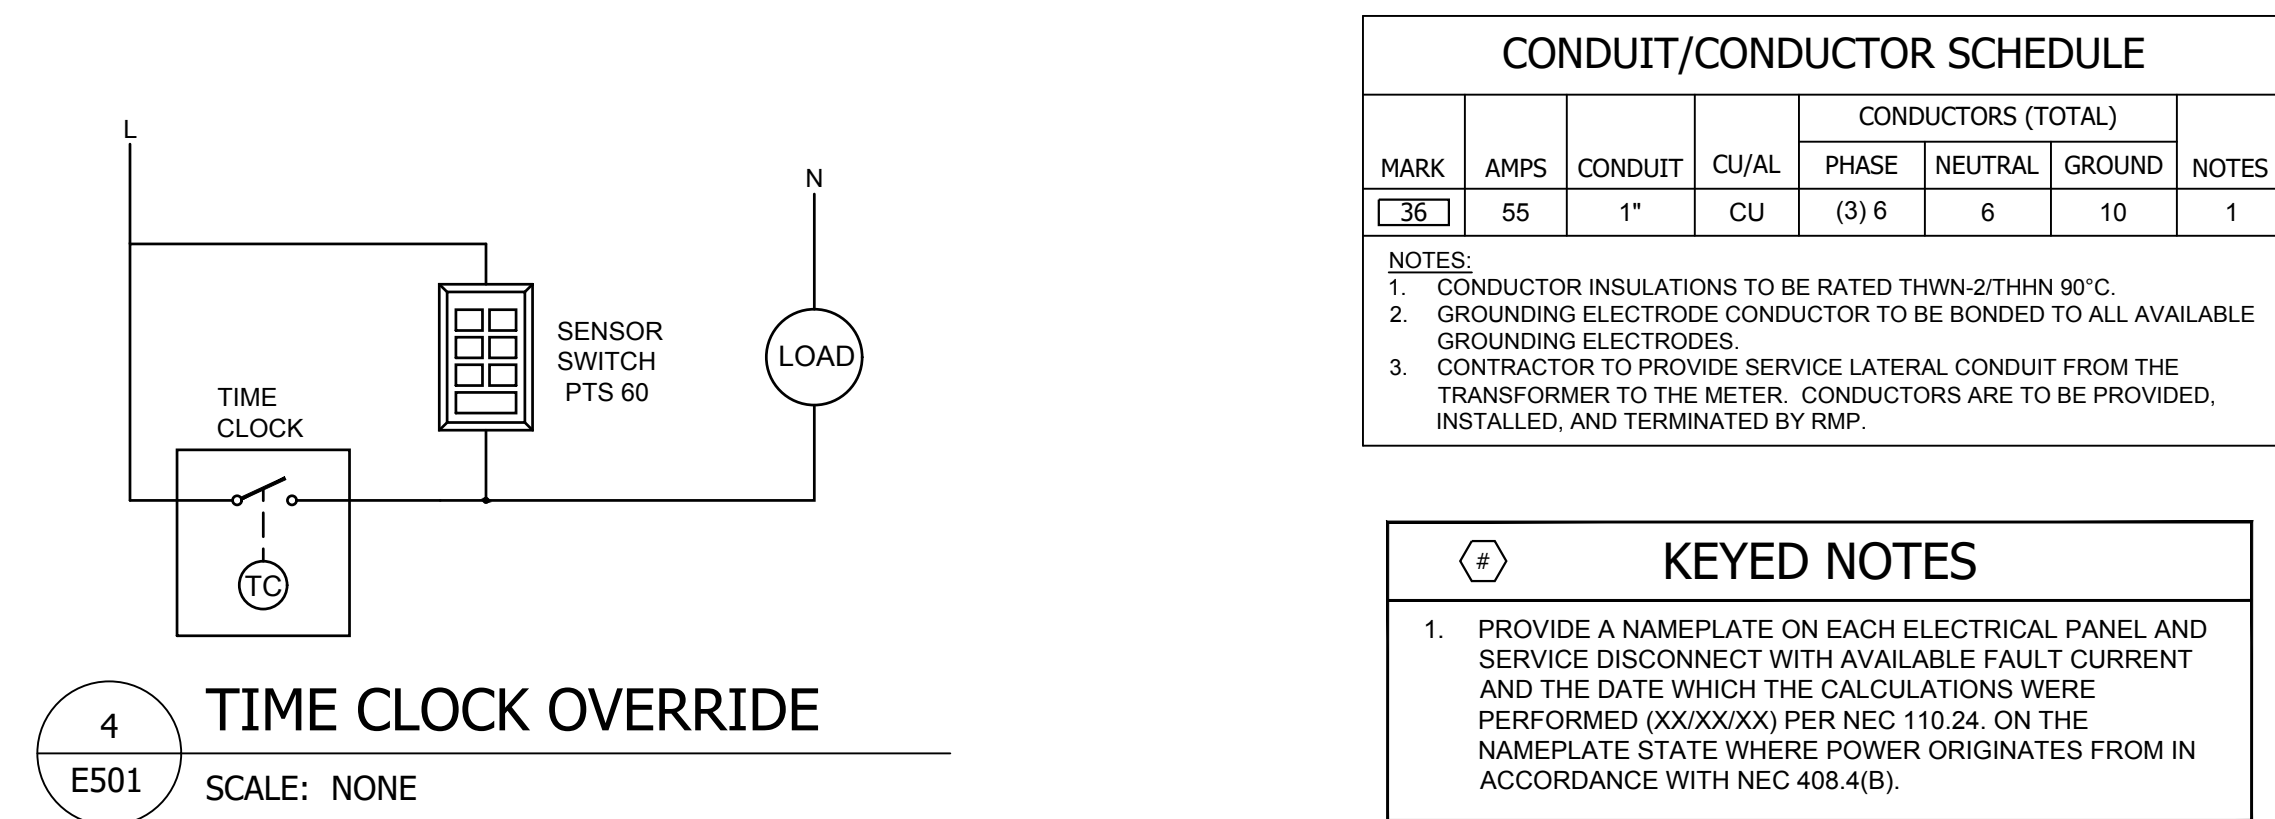 L
N
SENSOR
SWITCH
PTS 60
LOAD
TIME
CLOCK
TC
4
E501
TIME CLOCK OVERRIDE
SCALE: NONE
CONDUIT/CONDUCTOR SCHEDULE
CONDUCTORS (TOTAL)
MARK AMPS CONDUIT CU/AL PHASE NEUTRAL GROUND NOTES
36 55 1" CU (3) 6 6 10 1
NOTES:
1. CONDUCTOR INSULATIONS TO BE RATED THWN-2/THHN 90°C.
2. GROUNDING ELECTRODE CONDUCTOR TO BE BONDED TO ALL AVAILABLE
GROUNDING ELECTRODES.
3. CONTRACTOR TO PROVIDE SERVICE LATERAL CONDUIT FROM THE
TRANSFORMER TO THE METER. CONDUCTORS ARE TO BE PROVIDED,
INSTALLED, AND TERMINATED BY RMP.
# KEYED NOTES
1. PROVIDE A NAMEPLATE ON EACH ELECTRICAL PANEL AND
SERVICE DISCONNECT WITH AVAILABLE FAULT CURRENT
AND THE DATE WHICH THE CALCULATIONS WERE
PERFORMED (XX/XX/XX) PER NEC 110.24. ON THE
NAMEPLATE STATE WHERE POWER ORIGINATES FROM IN
ACCORDANCE WITH NEC 408.4(B).